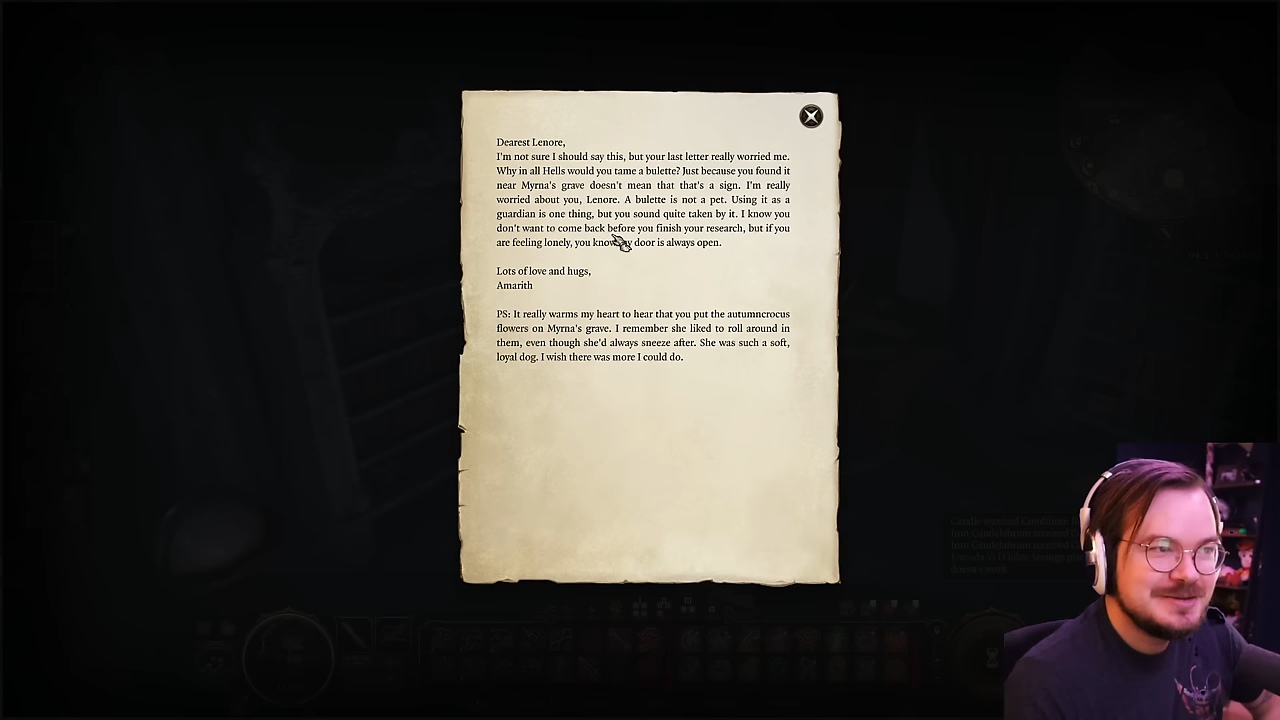 Dearest Lenore,
I'm not sure I should say this, but your last letter really worried me.
Why in all Hells would you tame a bulette? Just because you found it
near Myrna's grave doesn't mean that that's a sign. I'm really
worried about you, Lenore. A bulette is not a pet. Using it as a
guardian is one thing, but you sound quite taken by it. I know you
don't want to come back before you finish your research, but if you
are feeling lonely, you know door is always open.
Lots of love and hugs,
Amarith
PS: It really warms my heart to hear that you put the autumncrocus
flowers on Myrna's grave. I remember she liked to roll around in
them, even though she'd always sneeze after. She was such a soft,
loyal dog. I wish there was more I could do.